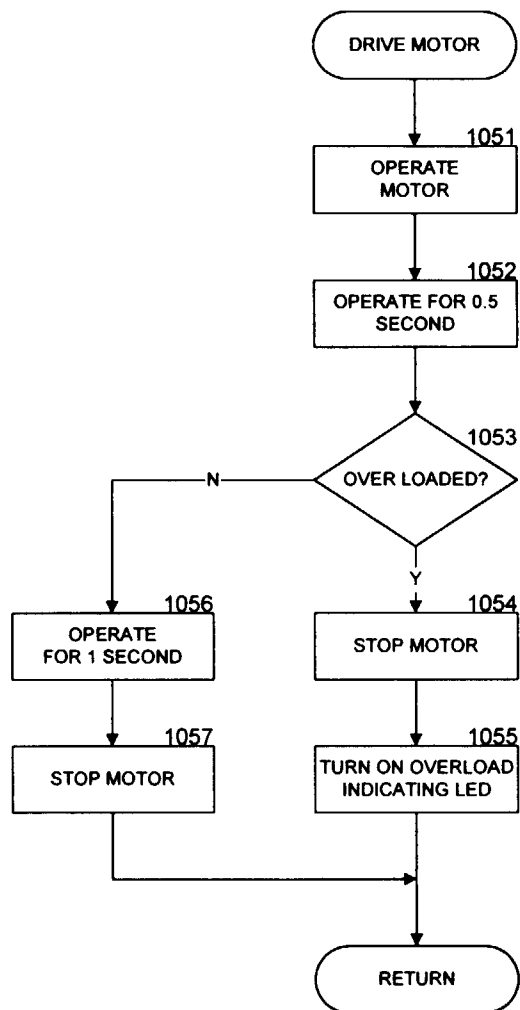 DRIVE MOTOR
1051
OPERATE
MOTOR
1052
OPERATE FOR 0.5
SECOND
1053
OVER LOADED?
N
Y
1056
OPERATE
FOR 1 SECOND
1054
STOP MOTOR
1057
STOP MOTOR
1055
TURN ON OVERLOAD
INDICATING LED
RETURN